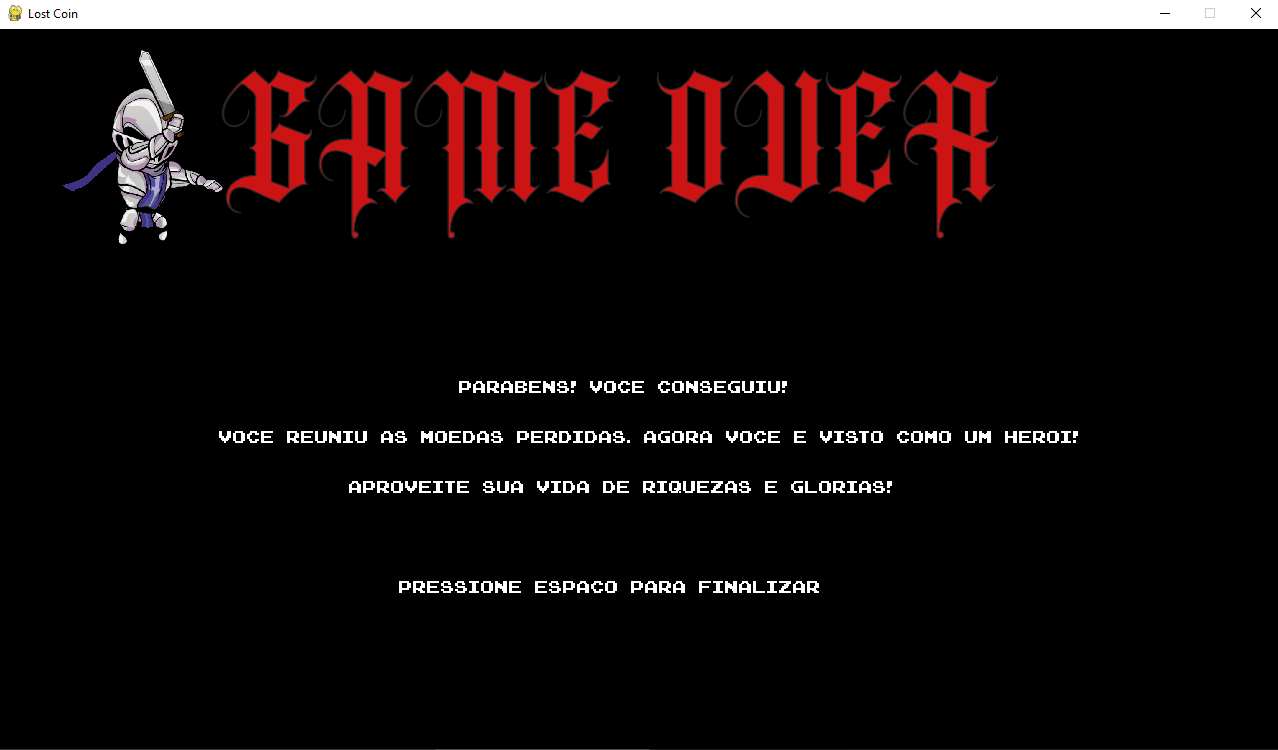 Lost Coin
GAME OVER
PARABENS! VOCE CONSEGUIU!
VOCE REUNIU AS MOEDAS PERDIDAS. AGORA VOCE E VISTO COMO UM HEROI!
APROVEITE SUA VIDA DE RIQUEZAS E GLORIAS!
PRESSIONE ESPACO PARA FINALIZAR